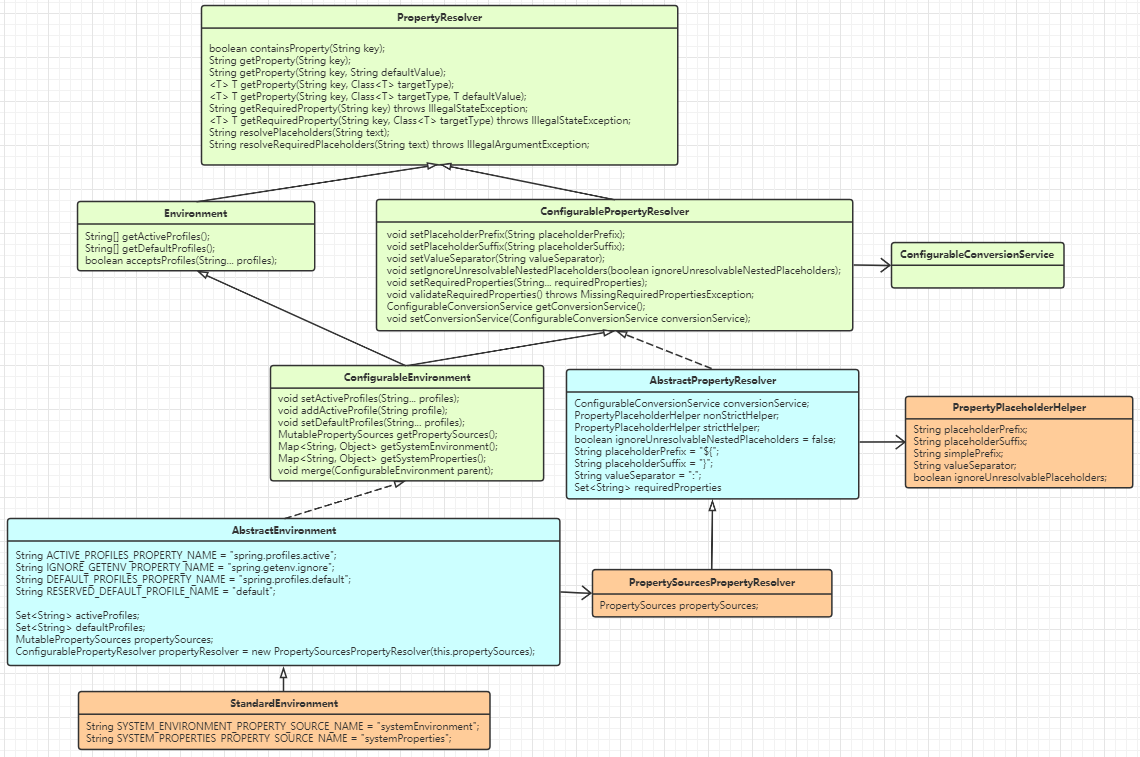 PropertyResolver
boolean containsProperty(String key);
String getProperty(String key);
String getProperty(String key, String defaultValue);
<T> T getProperty(String key, Class<T> targetType);
<T> T getProperty(String key, Class<T> targetType, T defaultValue);
String getRequiredProperty(String key) throws IllegalStateException;
<T> T getRequiredProperty(String key, Class<T> targetType) throws IllegalStateException;
String resolvePlaceholders(String text);
String resolveRequiredPlaceholders(String text) throws IllegalArgumentException;
Environment
String[] getActiveProfiles();
String[] getDefaultProfiles();
boolean acceptsProfiles(String... profiles);
ConfigurablePropertyResolver
void setPlaceholderPrefix(String placeholderPrefix);
void setPlaceholderSuffix(String placeholderSuffix);
void setValueSeparator(String valueSeparator);
void setIgnoreUnresolvableNestedPlaceholders(boolean ignoreUnresolvableNestedPlaceholders);
void setRequiredProperties(String... requiredProperties);
void validateRequiredProperties() throws MissingRequiredPropertiesException;
ConfigurableConversionService getConversionService();
void setConversionService(ConfigurableConversionService conversionService);
ConfigurableConversionService
ConfigurableEnvironment
void setActiveProfiles(String... profiles);
void addActiveProfile(String profile);
void setDefaultProfiles(String... profiles);
MutablePropertySources getPropertySources();
Map<String, Object> getSystemEnvironment();
Map<String, Object> getSystemProperties();
void merge(ConfigurableEnvironment parent);
AbstractPropertyResolver
ConfigurableConversionService conversionService;
PropertyPlaceholderHelper nonStrictHelper;
PropertyPlaceholderHelper strictHelper;
boolean ignoreUnresolvableNestedPlaceholders = false;
String placeholderPrefix = "${";
String placeholderSuffix = "}";
String valueSeparator = ":";
Set<String> requiredProperties
PropertyPlaceholderHelper
String placeholderPrefix;
String placeholderSuffix;
String simplePrefix;
String valueSeparator;
boolean ignoreUnresolvablePlaceholders;
AbstractEnvironment
String ACTIVE_PROFILES_PROPERTY_NAME = "spring.profiles.active";
String IGNORE_GETENV_PROPERTY_NAME = "spring.getenv.ignore";
String DEFAULT_PROFILES_PROPERTY_NAME = "spring.profiles.default";
String RESERVED_DEFAULT_PROFILE_NAME = "default";
Set<String> activeProfiles;
Set<String> defaultProfiles;
MutablePropertySources propertySources;
ConfigurablePropertyResolver propertyResolver = new PropertySourcesPropertyResolver(this.propertySources);
PropertySourcesPropertyResolver
PropertySources propertySources;
StandardEnvironment
String SYSTEM_ENVIRONMENT_PROPERTY_SOURCE_NAME = "systemEnvironment";
String SYSTEM_PROPERTIES_PROPERTY_SOURCE_NAME = "systemProperties";